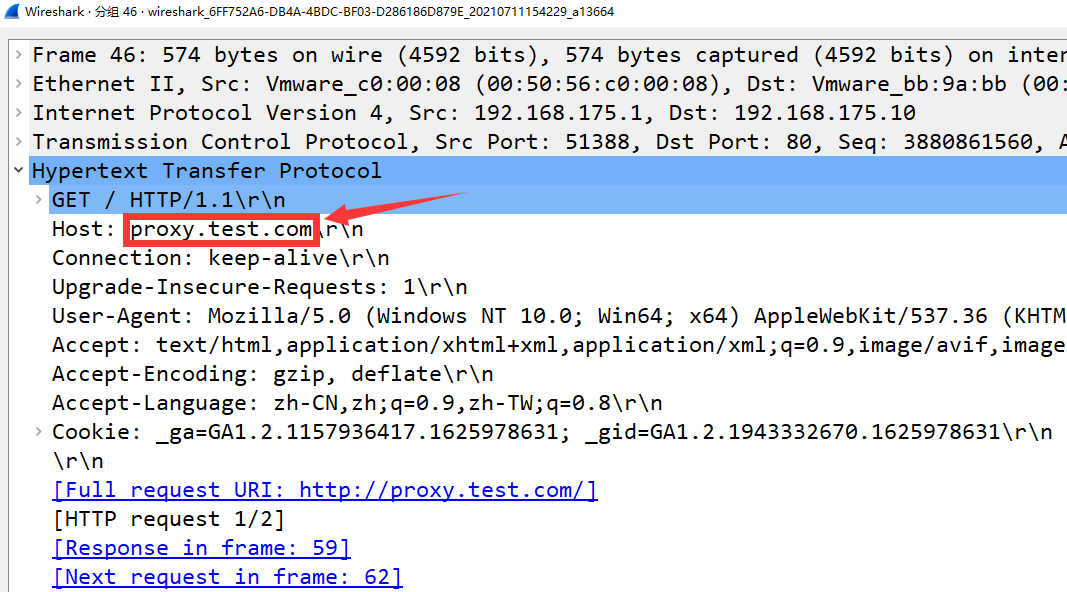 Wireshark · 分组 46 · wireshark_6FF752A6-DB4A-4BDC-BF03-D286186D879E_20210711154229_a13664
Frame 46: 574 bytes on wire (4592 bits), 574 bytes captured (4592 bits) on inter
Ethernet II, Src: Vmware_c0:00:08 (00:50:56:c0:00:08), Dst: Vmware_bb:9a:bb (00:
Internet Protocol Version 4, Src: 192.168.175.1, Dst: 192.168.175.10
Transmission Control Protocol, Src Port: 51388, Dst Port: 80, Seq: 3880861560, A
Hypertext Transfer Protocol
GET / HTTP/1.1\r\n
Host: proxy.test.com\r\n
Connection: keep-alive\r\n
Upgrade-Insecure-Requests: 1\r\n
User-Agent: Mozilla/5.0 (Windows NT 10.0; Win64; x64) AppleWebKit/537.36 (KHTM
Accept: text/html,application/xhtml+xml,application/xml;q=0.9,image/avif,image
Accept-Encoding: gzip, deflate\r\n
Accept-Language: zh-CN,zh;q=0.9,zh-TW;q=0.8\r\n
Cookie: _ga=GA1.2.1157936417.1625978631; _gid=GA1.2.1943332670.1625978631\r\n
\r\n
[Full request URI: http://proxy.test.com/]
[HTTP request 1/2]
[Response in frame: 59]
[Next request in frame: 62]